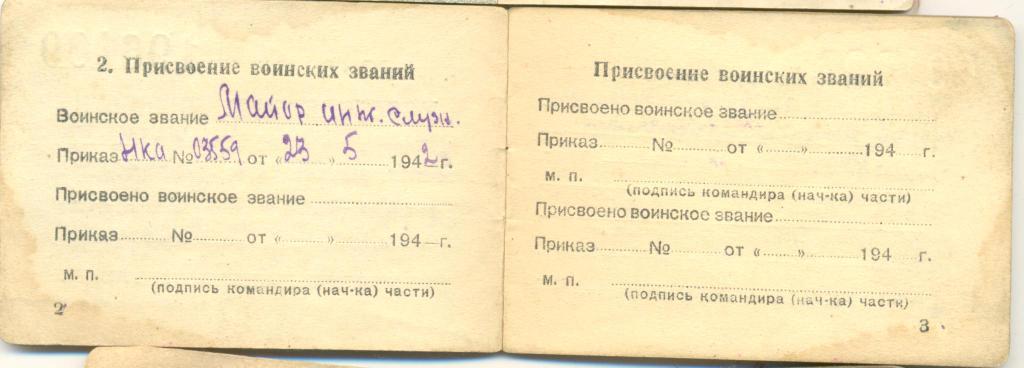 2. Присвоение воинских званий
Воинское звание Майор инж. служ.
Приказ НКО № 03559 от «23» 5 1942 г.
Присвоено воинское звание
Приказ № от « » 194 г.
м. п.
(подпись командира (нач-ка) части)
2
Присвоение воинских званий
Присвоено воинское звание
Приказ № от « » 194 г.
м. п.
(подпись командира (нач-ка) части)
Присвоено воинское звание
Приказ № от « » 194 г.
м. п.
(подпись командира (нач-ка) части)
3